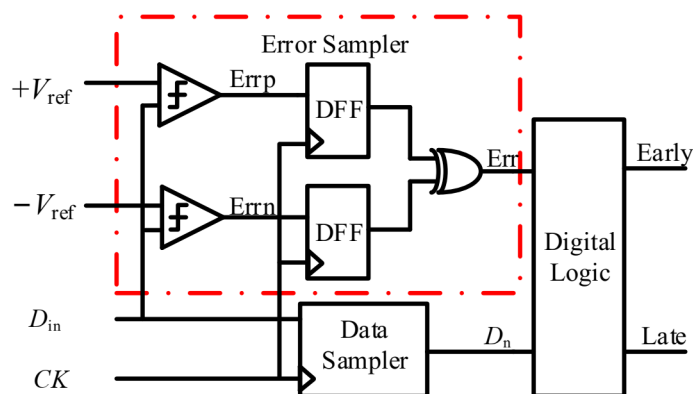 Error Sampler
+Vref
Errp
DFF
Err
Early
−Vref
Errn
DFF
Digital
Logic
Din
Data
Sampler
Dn
Late
CK